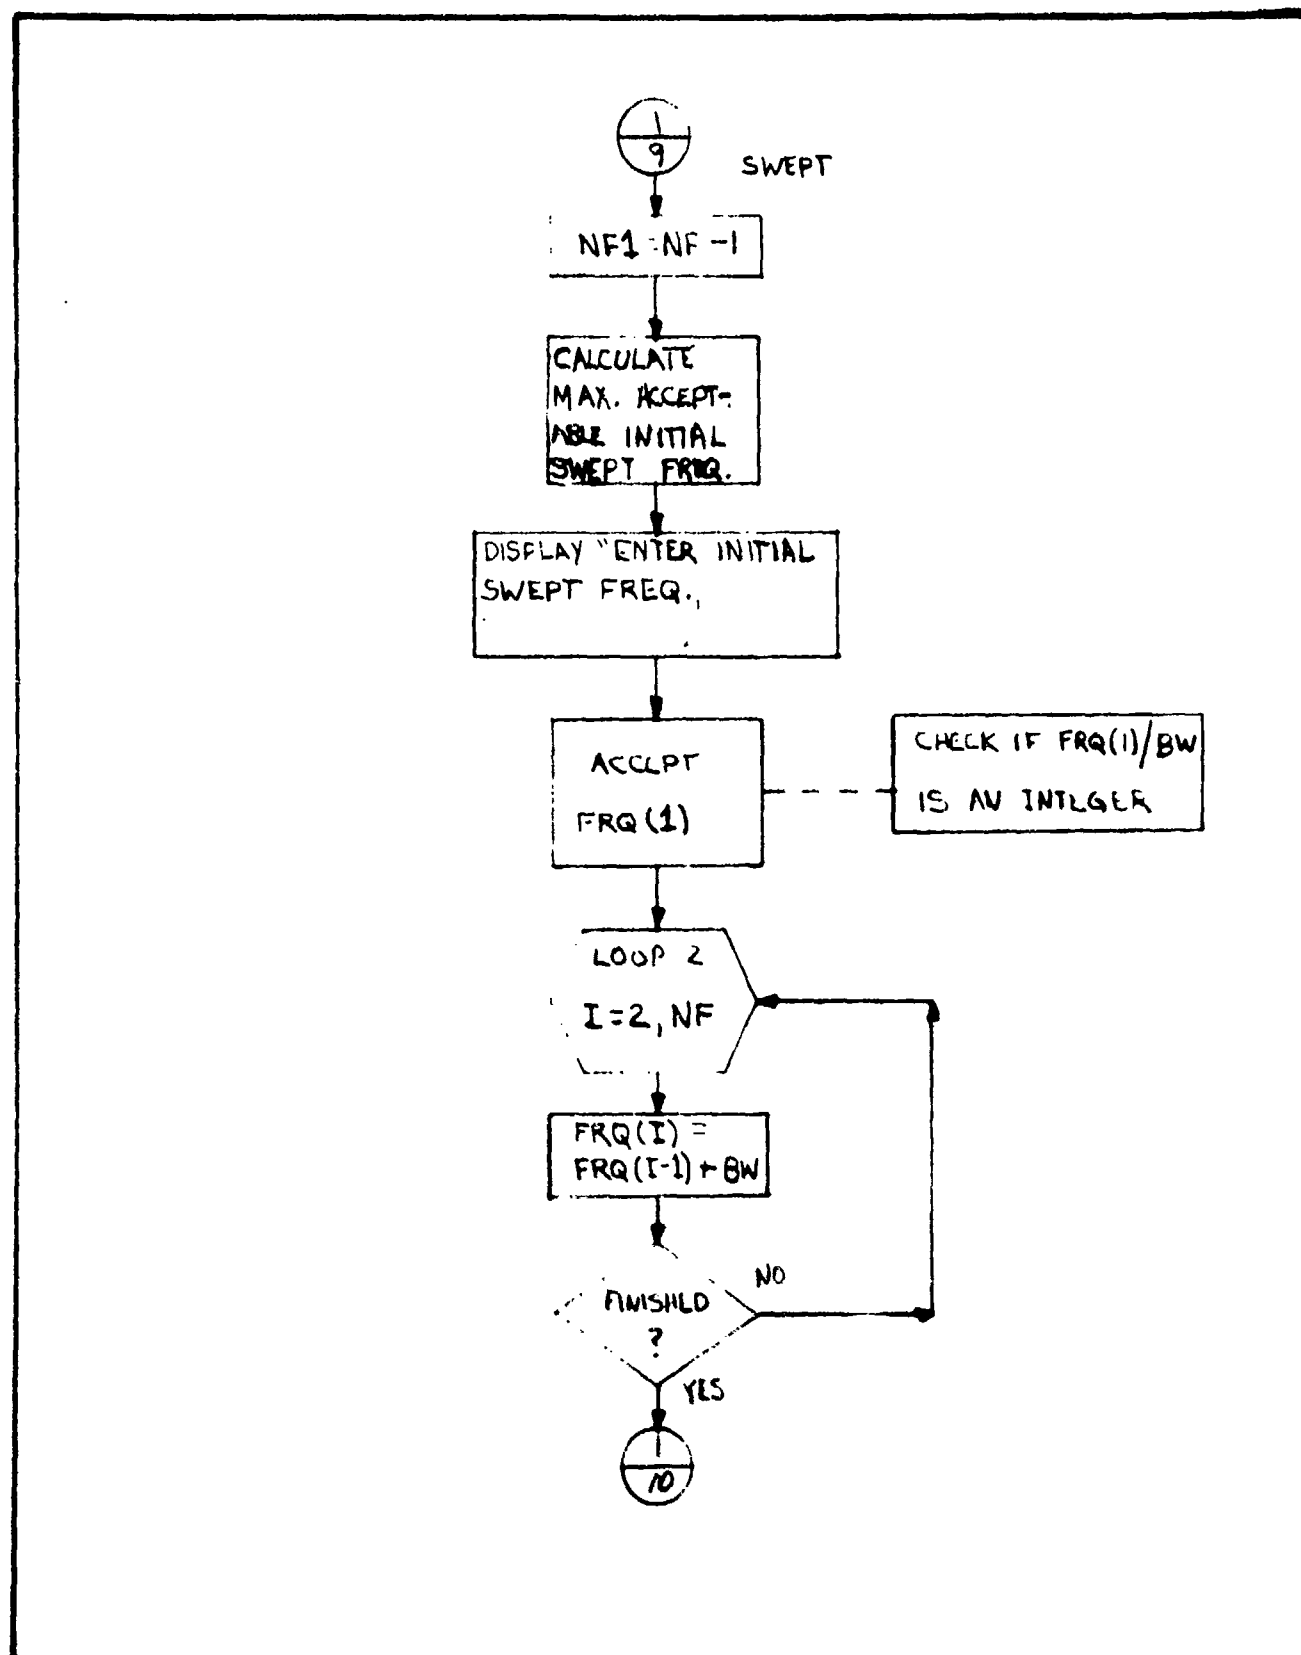 1
9
SWEPT
NF1=NF-1
CALCULATE
MAX. ACCEPT-
ABLE INITIAL
SWEPT FREQ.
DISPLAY "ENTER INITIAL
SWEPT FREQ.,
ACCEPT
FRQ(1)
CHECK IF FRQ(1)/BW
IS AN INTEGER
LOOP 2
I=2,NF
FRQ(I) =
FRQ(I-1)+BW
NO
FINISHED
?
YES
1
10